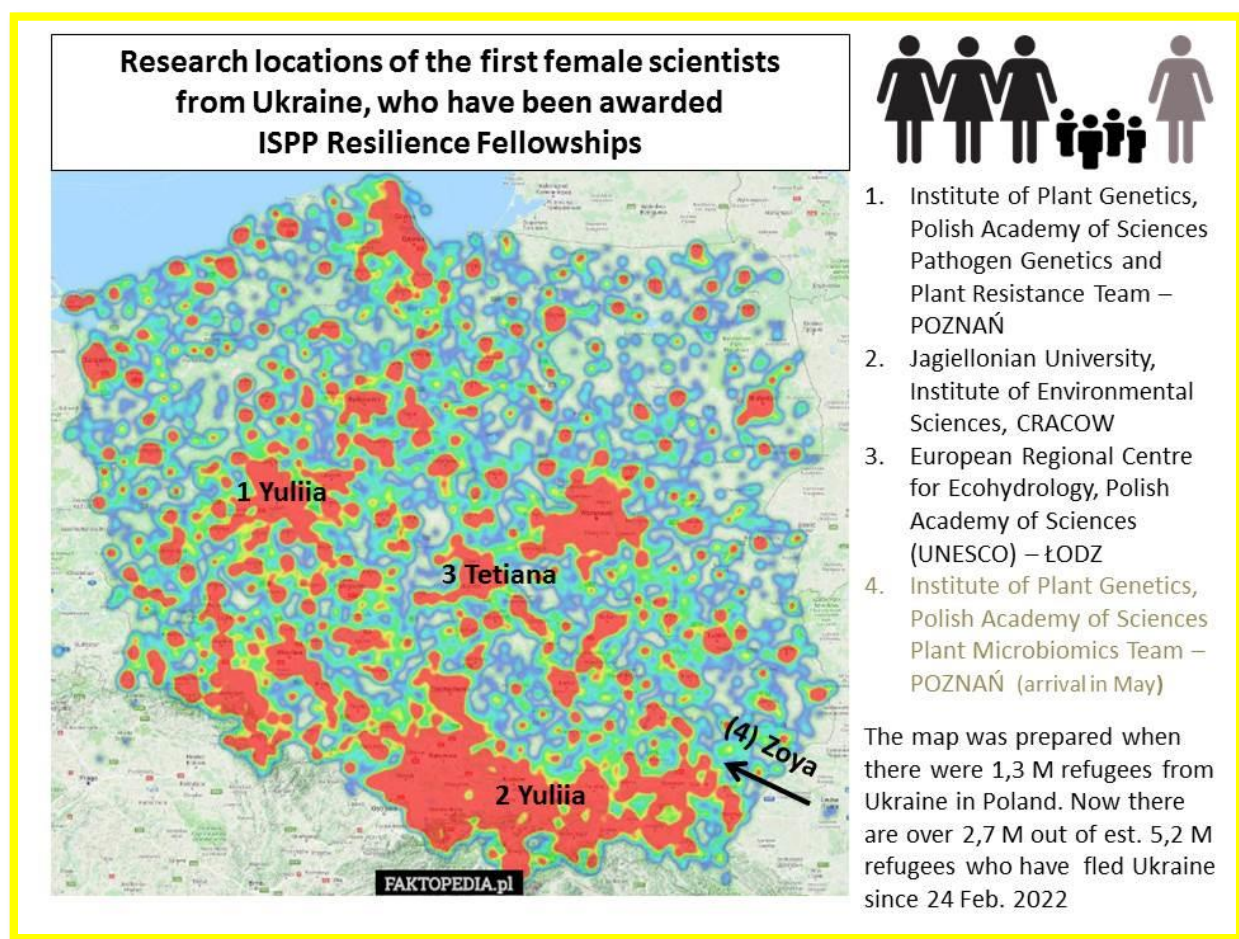 Research locations of the first female scientists
from Ukraine, who have been awarded
ISPP Resilience Fellowships
1 Yuliia
3 Tetiana
(4) Zoya
2 Yuliia
FAKTOPEDIA.pl
1. Institute of Plant Genetics,
Polish Academy of Sciences
Pathogen Genetics and
Plant Resistance Team –
POZNAŃ
2. Jagiellonian University,
Institute of Environmental
Sciences, CRACOW
3. European Regional Centre
for Ecohydrology, Polish
Academy of Sciences
(UNESCO) – ŁODZ
4. Institute of Plant Genetics,
Polish Academy of Sciences
Plant Microbiomics Team –
POZNAŃ (arrival in May)
The map was prepared when
there were 1,3 M refugees from
Ukraine in Poland. Now there
are over 2,7 M out of est. 5,2 M
refugees who have fled Ukraine
since 24 Feb. 2022